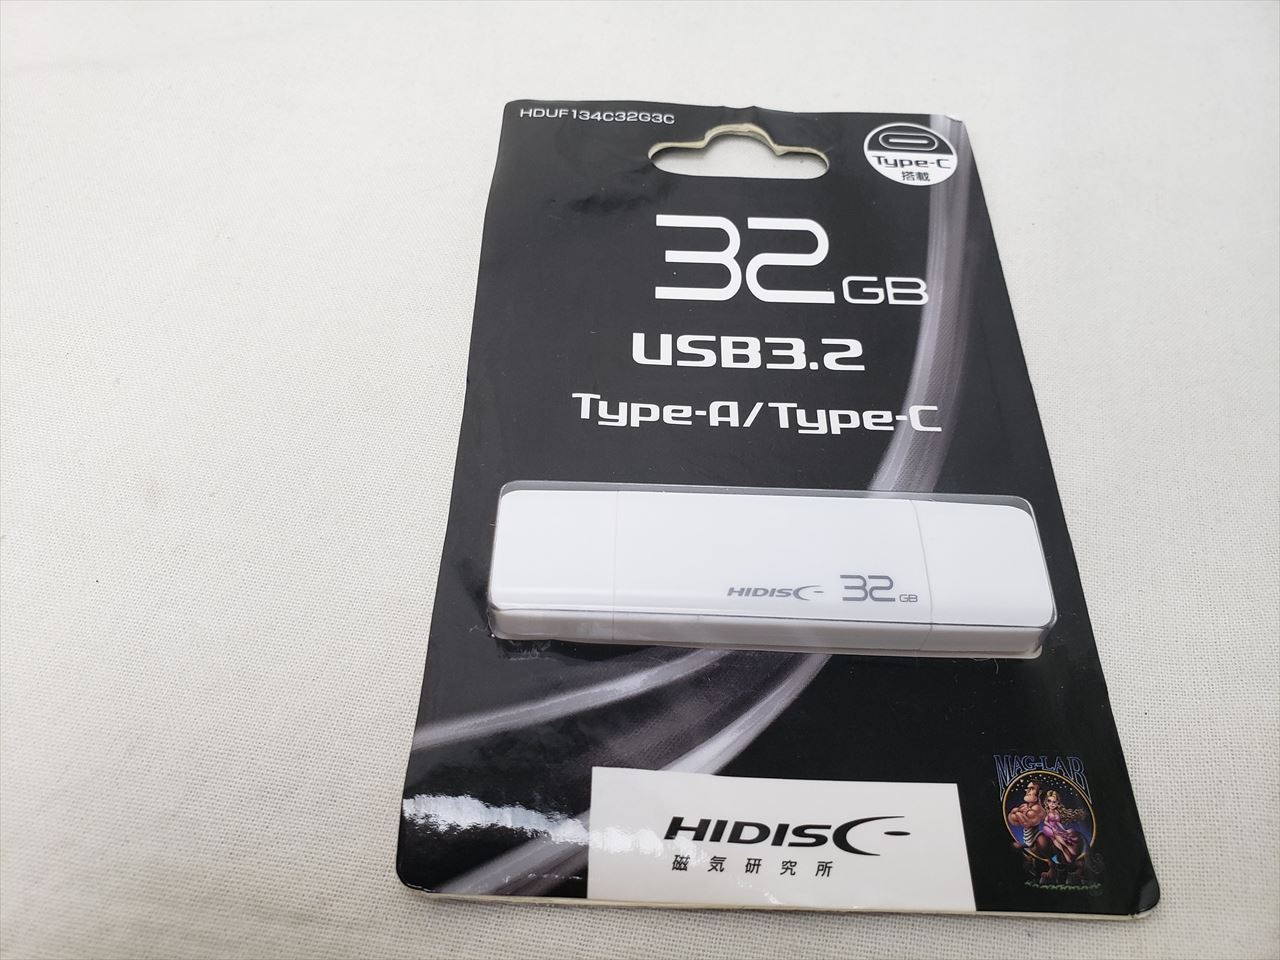 HDUF134C32G3C
Type-C
搭載
32GB
USB3.2
Type-A/Type-C
HIDISC 32GB
MAG-LAB
HIDISC
磁気研究所